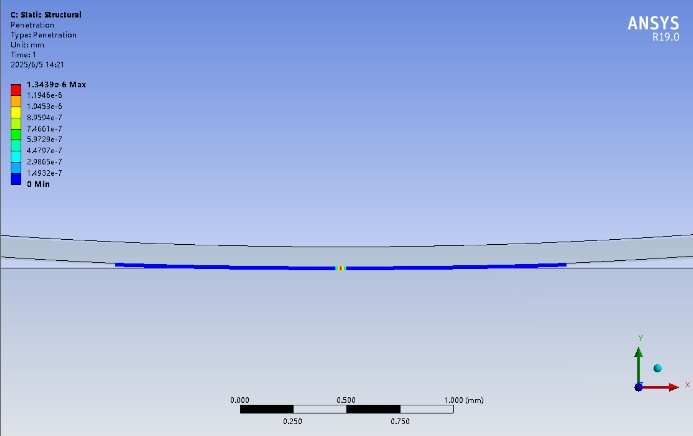 C: Static Structural
Penetration
Type: Penetration
Unit: mm
Time: 1
2025/6/5 14:21
1.3439e-6 Max
1.1946e-6
1.0453e-6
8.9594e-7
7.4661e-7
5.9729e-7
4.4797e-7
2.9865e-7
1.4932e-7
0 Min
ANSYS
R19.0
Y
X
0.000 0.500 1.000 (mm)
0.250 0.750